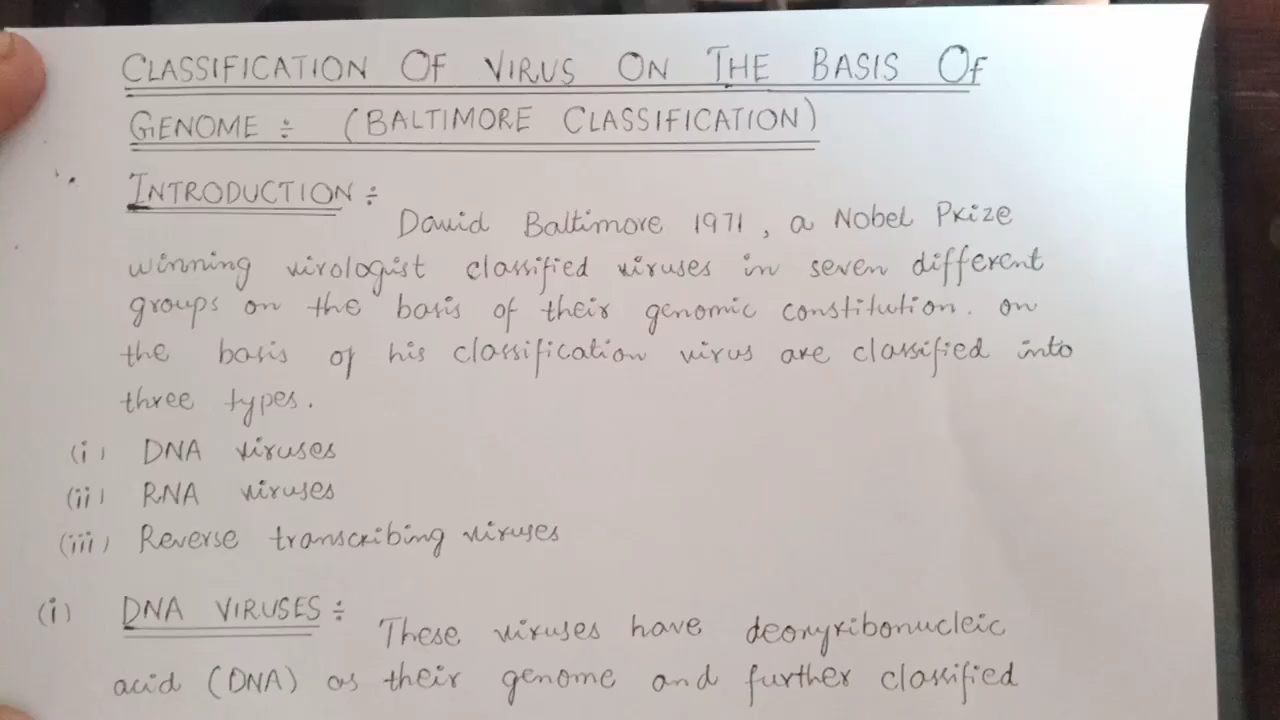 CLASSIFICATION OF VIRUS ON THE BASIS OF
GENOME ÷ (BALTIMORE CLASSIFICATION)
INTRODUCTION ÷
David Baltimore 1971, a Nobel Prize
winning virologist classified viruses in seven different
groups on the basis of their genomic constitution. on
the basis of his classification virus are classified into
three types.
(i) DNA viruses
(ii) RNA viruses
(iii) Reverse transcribing viruses
(i) DNA VIRUSES ÷
These viruses have deoxyribonucleic
acid (DNA) as their genome and further classified